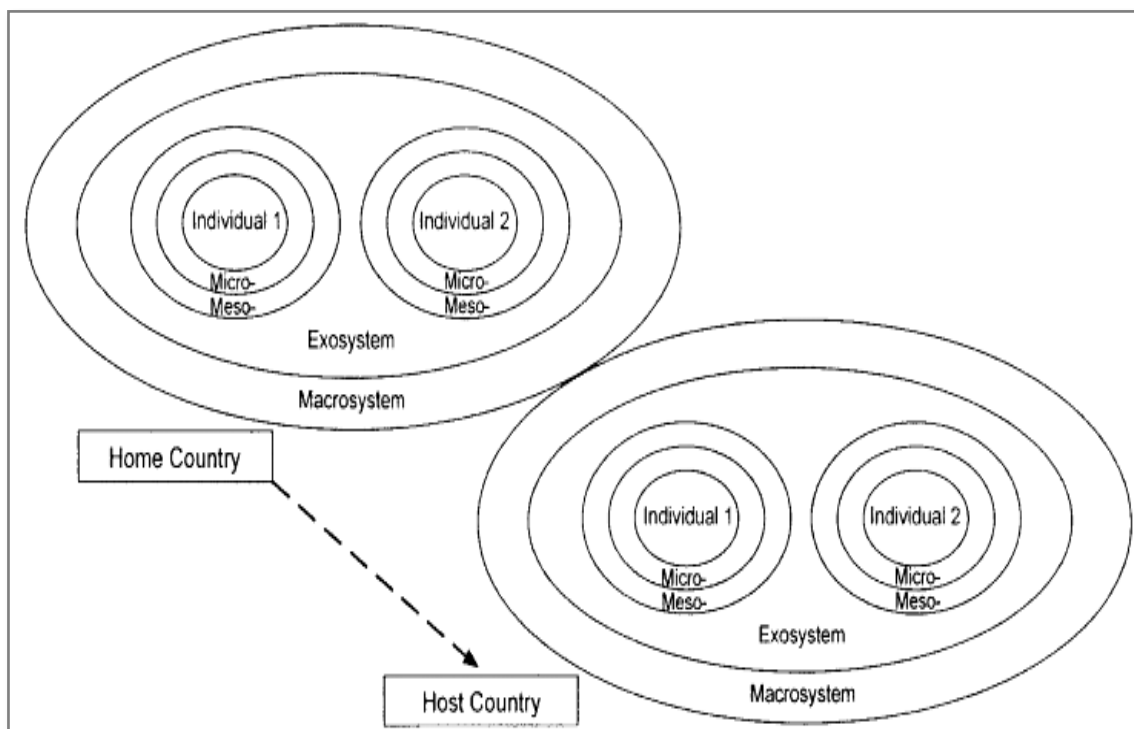 Individual 1
Individual 2
Micro-
Micro-
Meso-
Meso-
Exosystem
Macrosystem
Home Country
Individual 1
Individual 2
Micro-
Micro-
Meso-
Meso-
Exosystem
Macrosystem
Host Country